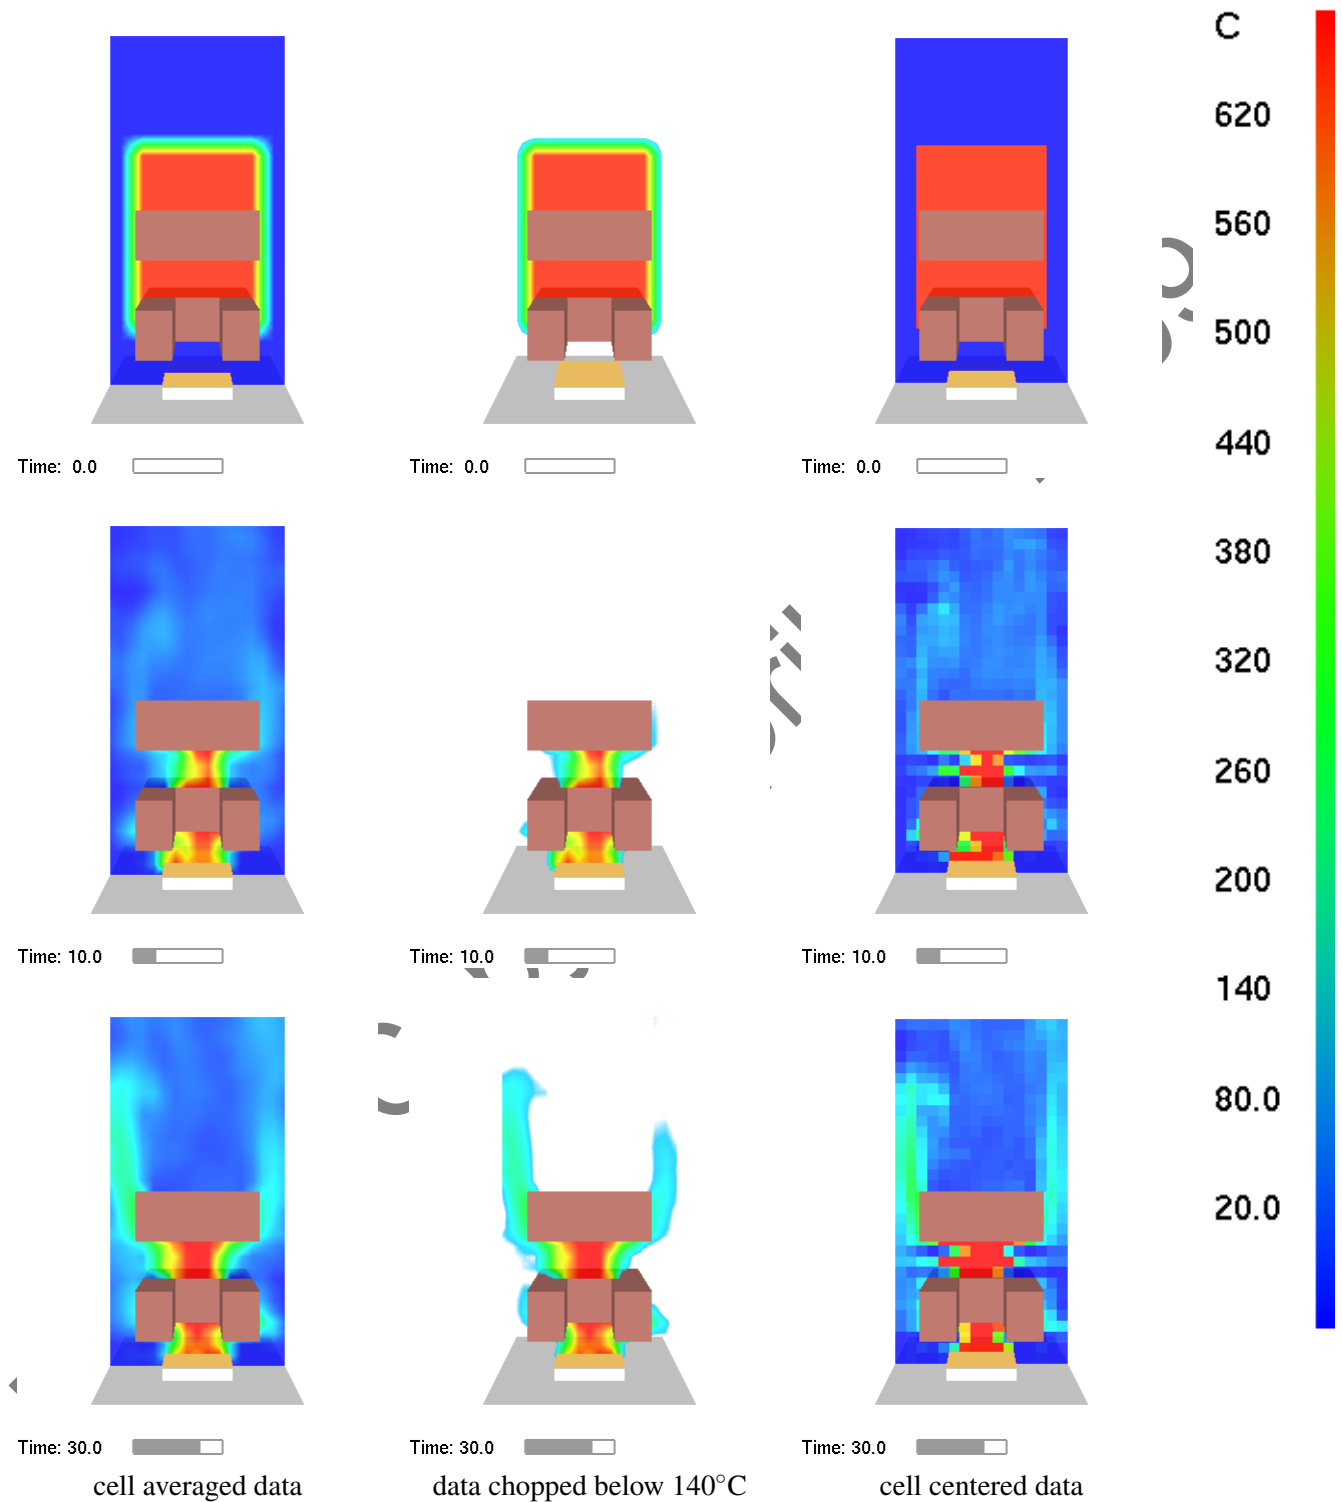 C
620
560
500
440
380
320
260
200
140
80.0
20.0
Time: 0.0
Time: 0.0
Time: 0.0
Time: 10.0
Time: 10.0
Time: 10.0
Time: 30.0
Time: 30.0
Time: 30.0
cell averaged data
data chopped below 140°C
cell centered data